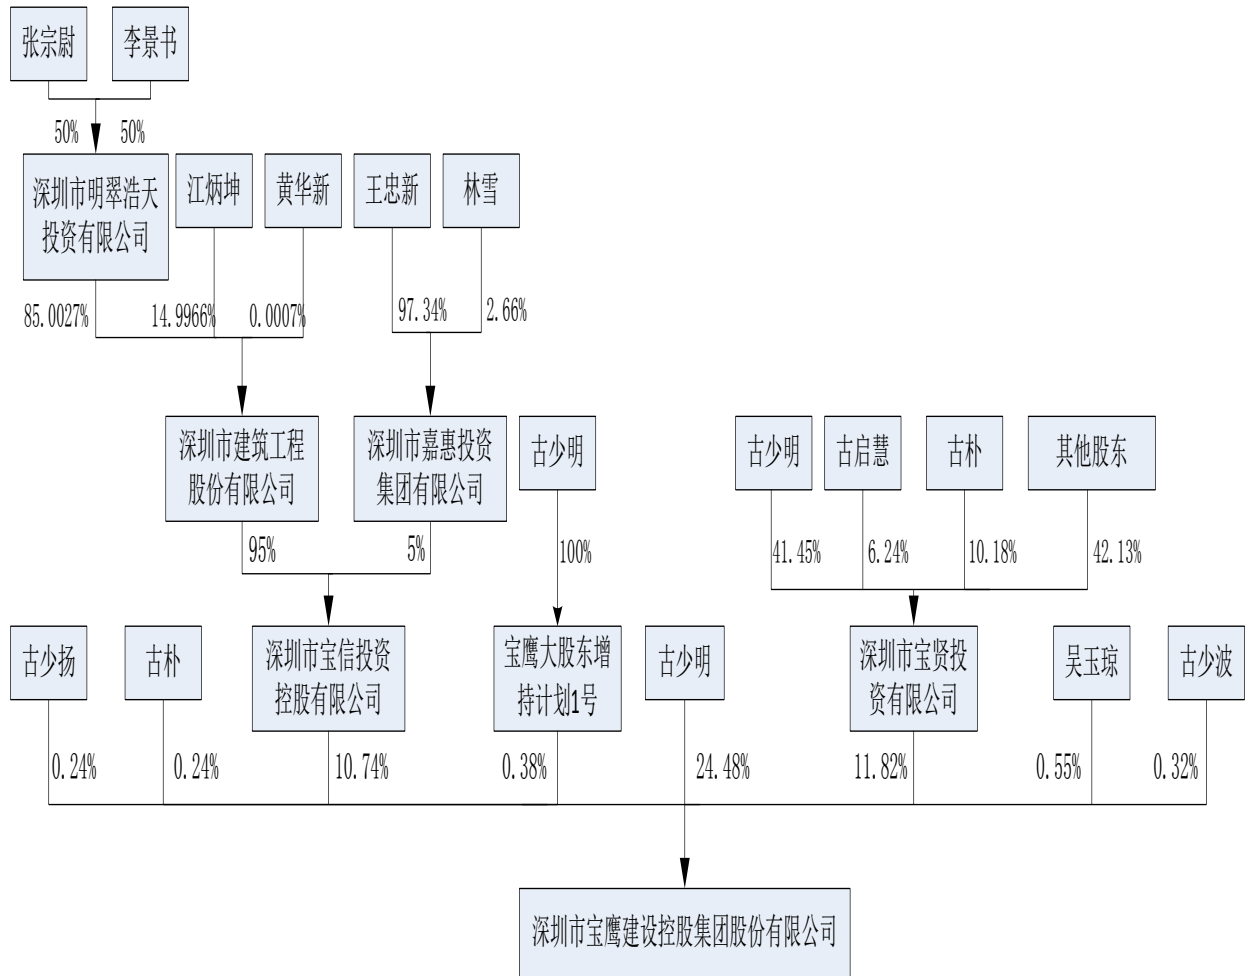 张宗尉
李景书
50%
50%
深圳市明翠浩天
投资有限公司
江炳坤
黄华新
王忠新
林雪
85.0027%
14.9966%
0.0007%
97.34%
2.66%
深圳市建筑工程
股份有限公司
深圳市嘉惠投资
集团有限公司
古少明
古少明
古启慧
古朴
其他股东
95%
5%
100%
41.45%
6.24%
10.18%
42.13%
古少扬
古朴
深圳市宝信投资
控股有限公司
宝鹰大股东增
持计划1号
古少明
深圳市宝贤投
资有限公司
吴玉琼
古少波
0.24%
0.24%
10.74%
0.38%
24.48%
11.82%
0.55%
0.32%
深圳市宝鹰建设控股集团股份有限公司